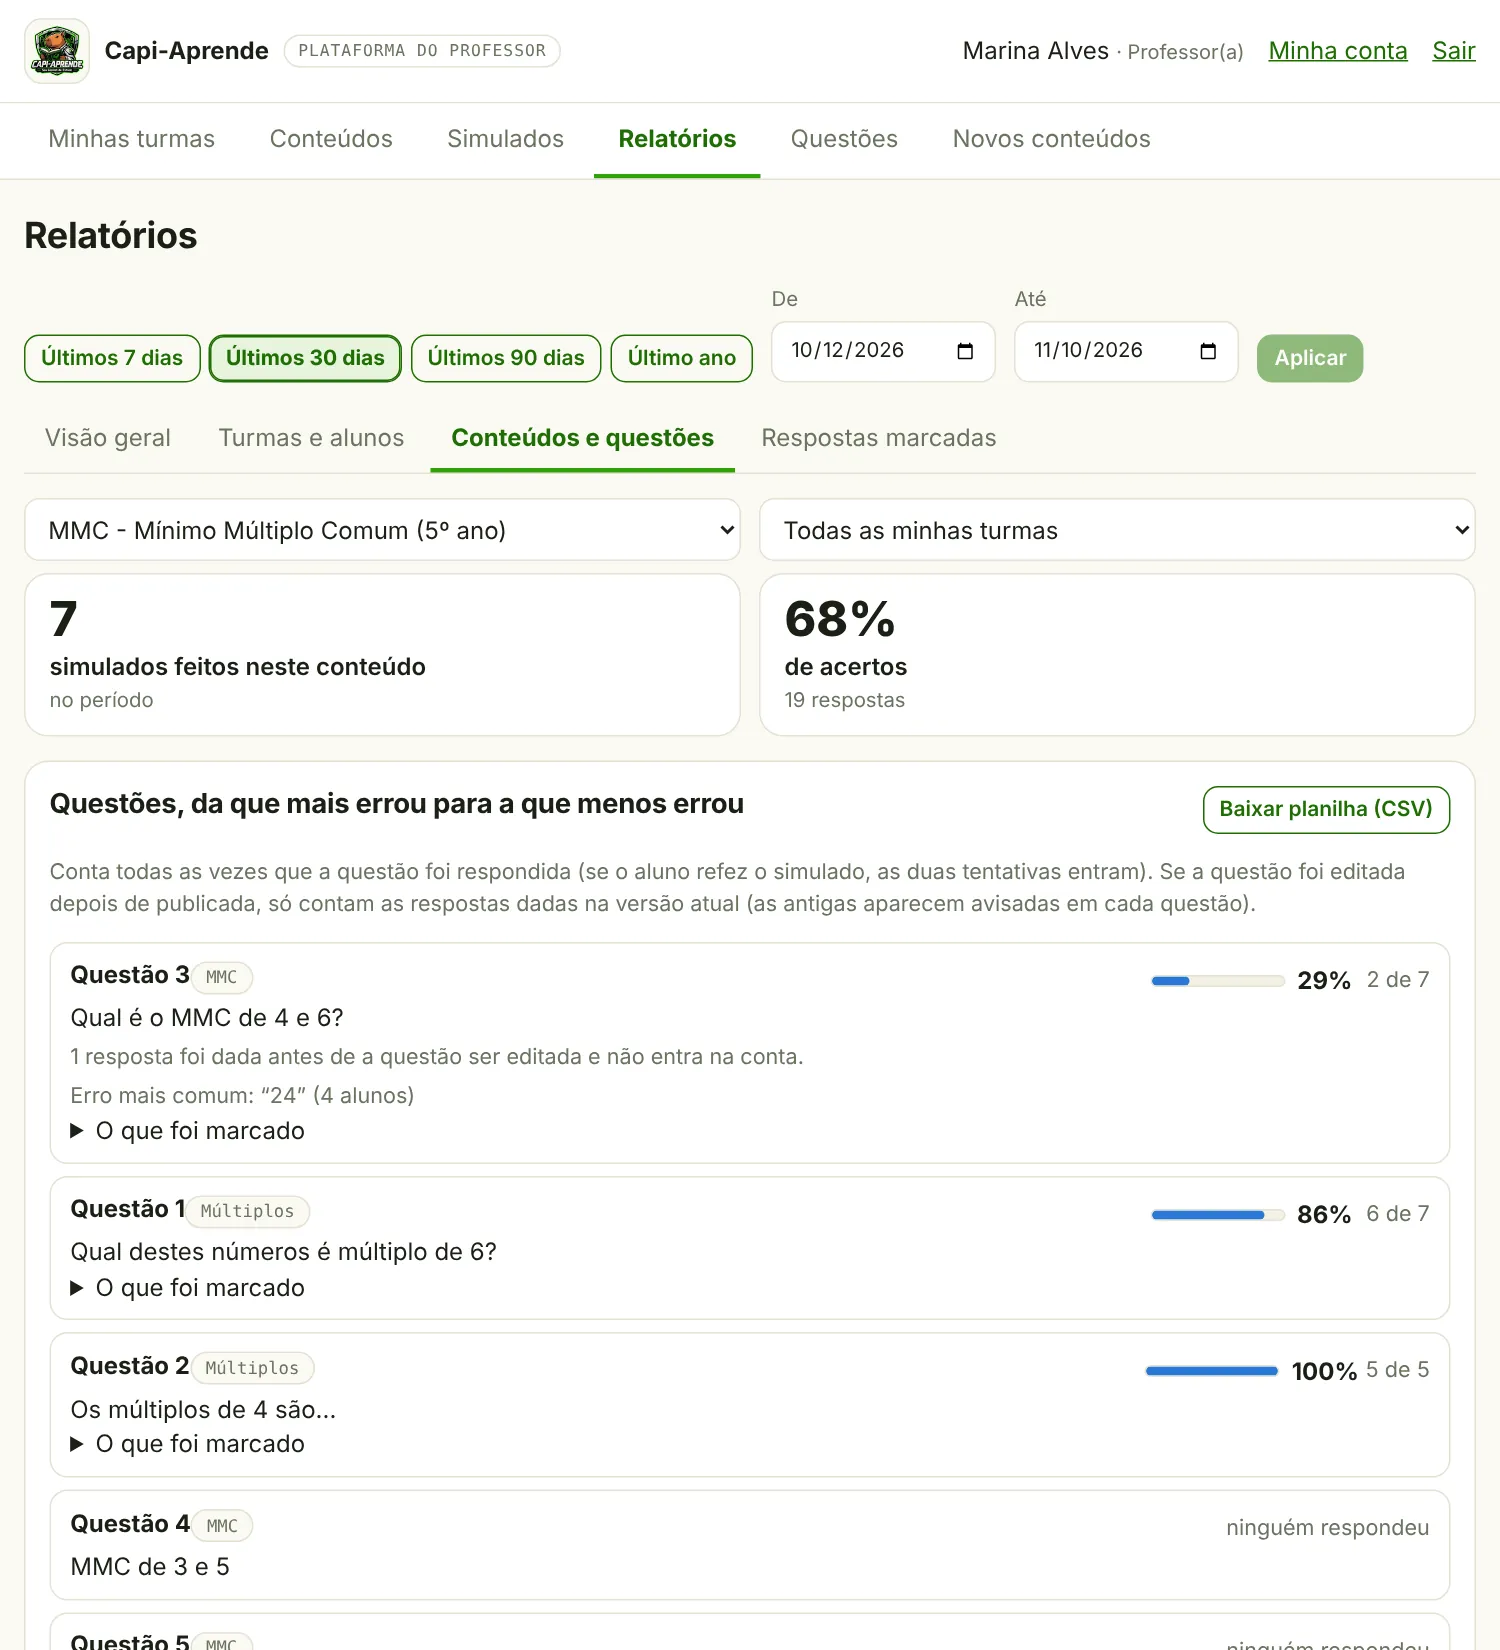 CAPI-APRENDE
Capi-Aprende
PLATAFORMA DO PROFESSOR
Marina Alves · Professor(a)
Minha conta
Sair
Minhas turmas
Conteúdos
Simulados
Relatórios
Questões
Novos conteúdos
Relatórios
Últimos 7 dias
Últimos 30 dias
Últimos 90 dias
Último ano
De
10/12/2026
Até
11/10/2026
Aplicar
Visão geral
Turmas e alunos
Conteúdos e questões
Respostas marcadas
MMC - Mínimo Múltiplo Comum (5º ano)
Todas as minhas turmas
7
simulados feitos neste conteúdo
no período
68%
de acertos
19 respostas
Questões, da que mais errou para a que menos errou
Baixar planilha (CSV)
Conta todas as vezes que a questão foi respondida (se o aluno refez o simulado, as duas tentativas entram). Se a questão foi editada
depois de publicada, só contam as respostas dadas na versão atual (as antigas aparecem avisadas em cada questão).
Questão 3 MMC
29% 2 de 7
Qual é o MMC de 4 e 6?
1 resposta foi dada antes de a questão ser editada e não entra na conta.
Erro mais comum: “24” (4 alunos)
▶ O que foi marcado
Questão 1 Múltiplos
86% 6 de 7
Qual destes números é múltiplo de 6?
▶ O que foi marcado
Questão 2 Múltiplos
100% 5 de 5
Os múltiplos de 4 são...
▶ O que foi marcado
Questão 4 MMC
ninguém respondeu
MMC de 3 e 5
Questão 5 MMC
ninguém respondeu